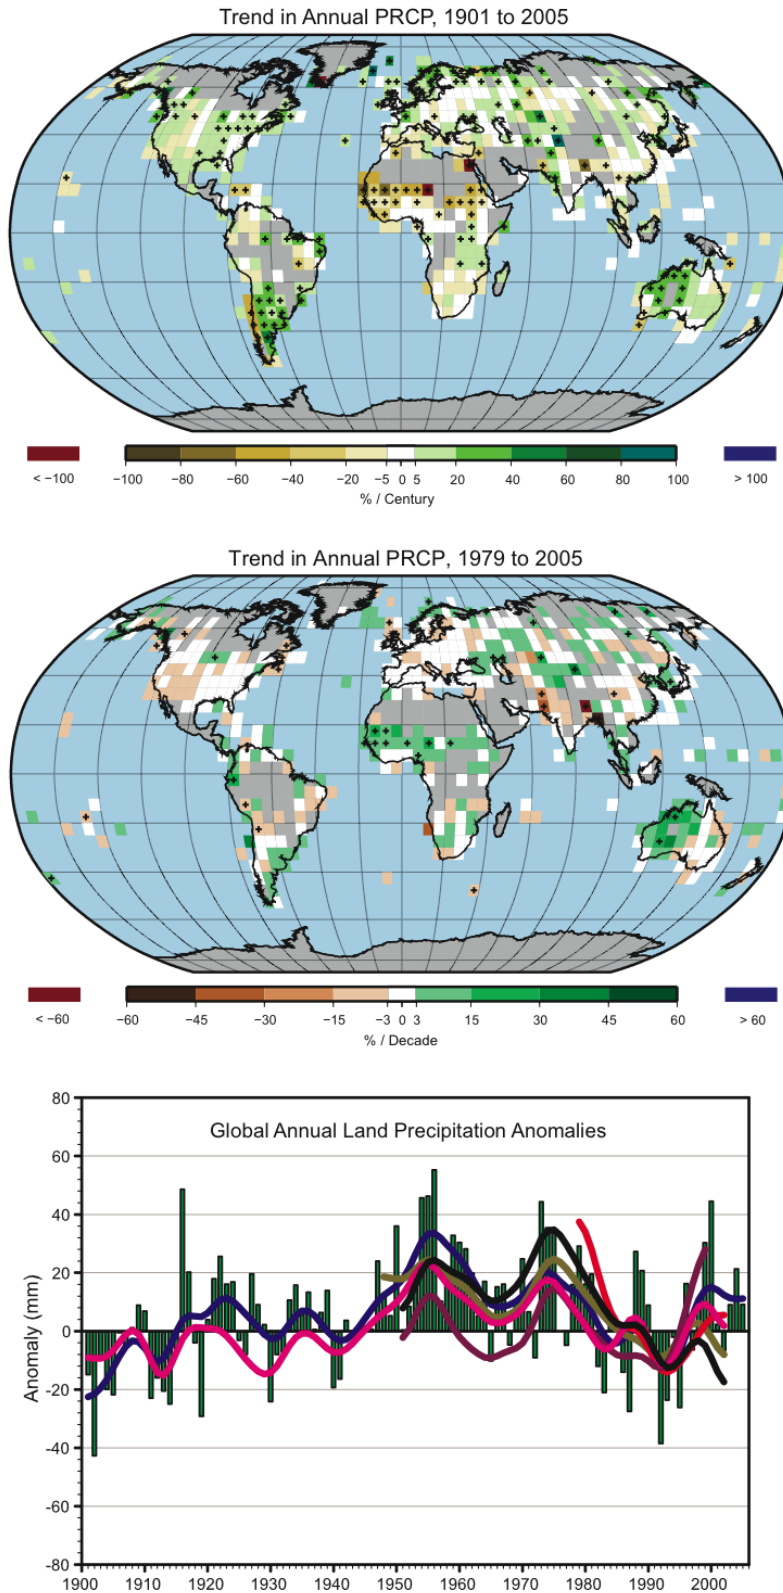 Trend in Annual PRCP, 1901 to 2005
< −100 −100 −80 −60 −40 −20 −5 0 5 20 40 60 80 100 > 100
% / Century
Trend in Annual PRCP, 1979 to 2005
< −60 −60 −45 −30 −15 −3 0 3 15 30 45 60 > 60
% / Decade
80
Global Annual Land Precipitation Anomalies
60
40
20
0
Anomaly (mm)
-20
-40
-60
-80
1900 1910 1920 1930 1940 1950 1960 1970 1980 1990 2000